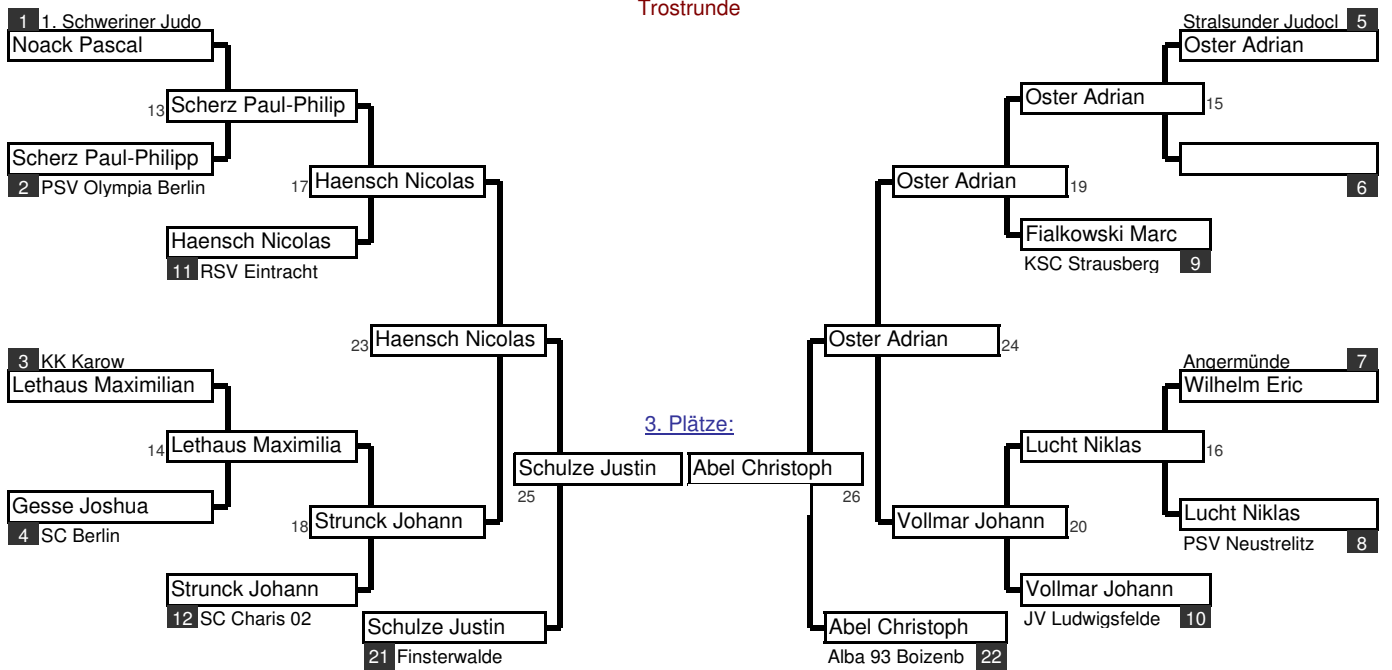 Trostrunde
1 1. Schweriner Judo
Noack Pascal
13 Scherz Paul-Philip
Scherz Paul-Philipp
2 PSV Olympia Berlin
17 Haensch Nicolas
Haensch Nicolas
11 RSV Eintracht
23 Haensch Nicolas
3 KK Karow
Lethaus Maximilian
14 Lethaus Maximilia
Gesse Joshua
4 SC Berlin
18 Strunck Johann
Strunck Johann
12 SC Charis 02
Schulze Justin
21 Finsterwalde
3. Plätze:
Schulze Justin
25
Abel Christoph
26
Stralsunder Judocl 5
Oster Adrian
Oster Adrian 15
6
Oster Adrian 19
Fialkowski Marc
KSC Strausberg 9
Oster Adrian 24
Angermünde 7
Wilhelm Eric
Lucht Niklas 16
Lucht Niklas
PSV Neustrelitz 8
Vollmar Johann 20
Vollmar Johann
JV Ludwigsfelde 10
Abel Christoph
Alba 93 Boizenb 22